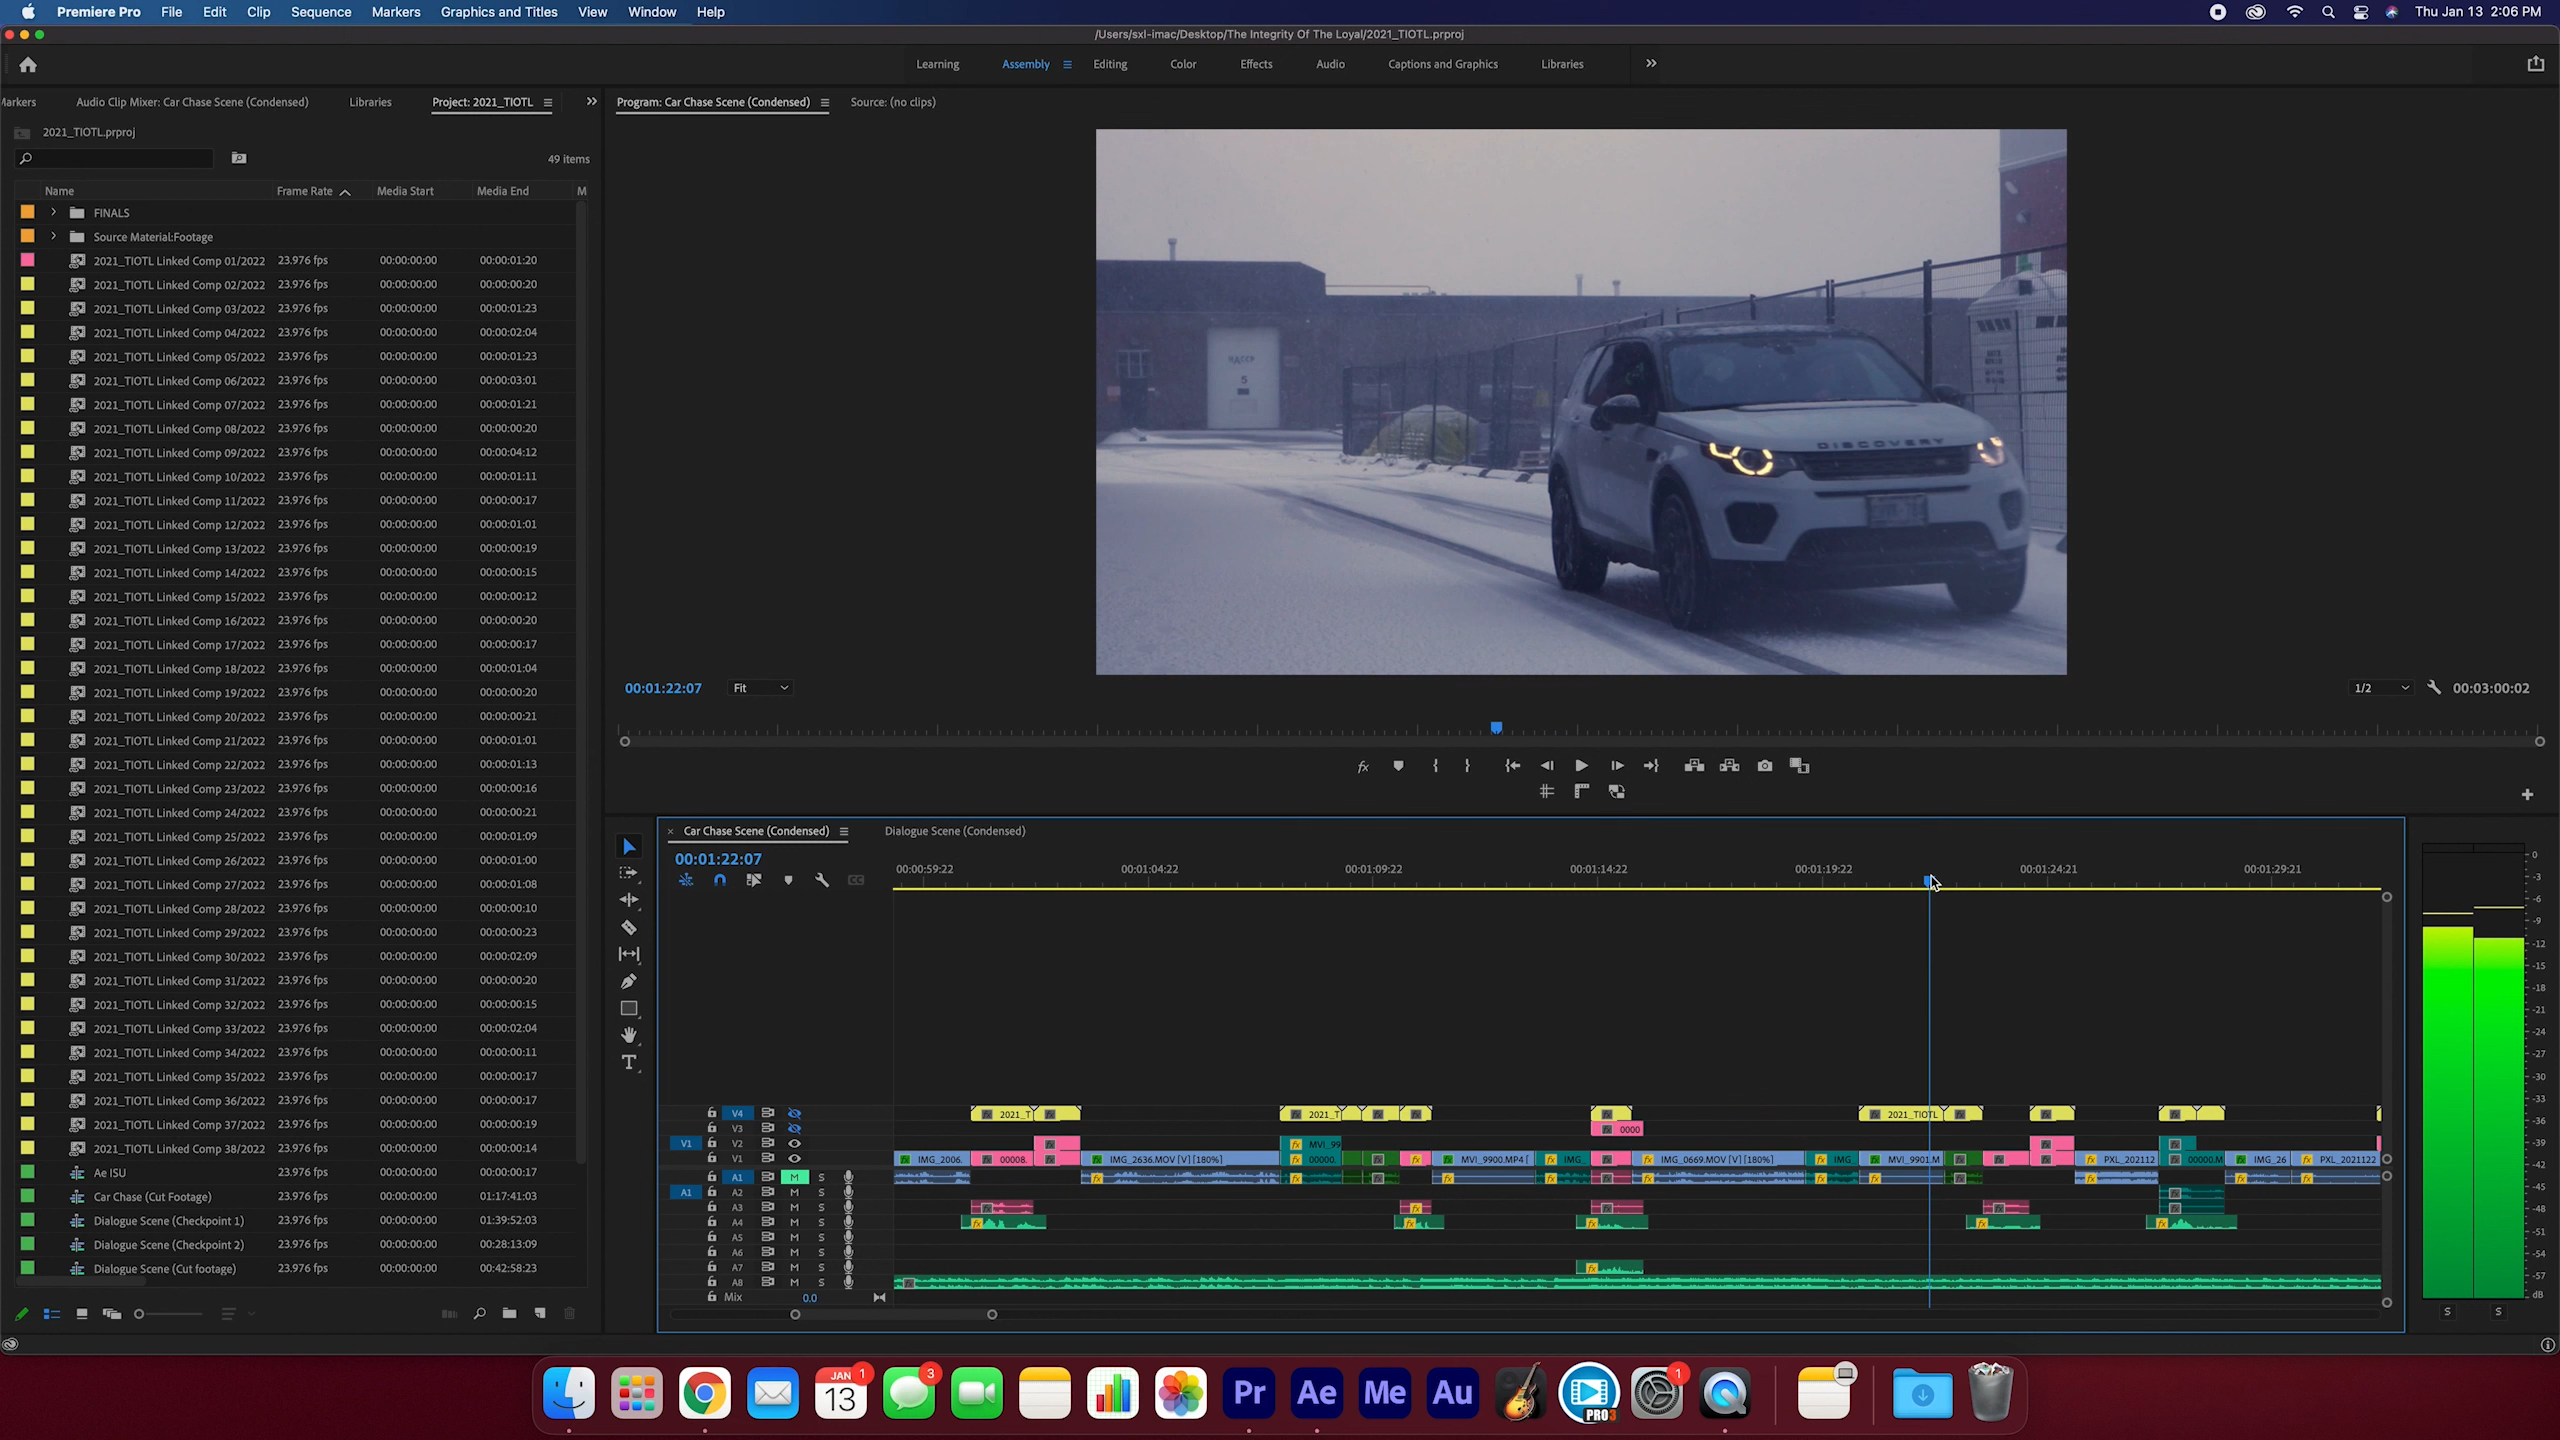 Premiere Pro File Edit Clip Sequence Markers Graphics and Titles View Window Help Thu Jan 13 2:06 PM
/Users/sxl-imac/Desktop/The Integrity Of The Loyal/2021_TIOTL.prproj
Learning Assembly Editing Color Effects Audio Captions and Graphics Libraries
Markers Audio Clip Mixer: Car Chase Scene (Condensed) Libraries Project: 2021_TIOTL
Program: Car Chase Scene (Condensed) Source: (no clips)
2021_TIOTL.prproj
49 items
Name Frame Rate Media Start Media End M
FINALS
Source Material:Footage
2021_TIOTL Linked Comp 01/2022 23.976 fps 00:00:00:00 00:00:01:20
2021_TIOTL Linked Comp 02/2022 23.976 fps 00:00:00:00 00:00:00:20
2021_TIOTL Linked Comp 03/2022 23.976 fps 00:00:00:00 00:00:01:23
2021_TIOTL Linked Comp 04/2022 23.976 fps 00:00:00:00 00:00:02:04
2021_TIOTL Linked Comp 05/2022 23.976 fps 00:00:00:00 00:00:01:23
2021_TIOTL Linked Comp 06/2022 23.976 fps 00:00:00:00 00:00:03:01
2021_TIOTL Linked Comp 07/2022 23.976 fps 00:00:00:00 00:00:01:21
2021_TIOTL Linked Comp 08/2022 23.976 fps 00:00:00:00 00:00:00:20
2021_TIOTL Linked Comp 09/2022 23.976 fps 00:00:00:00 00:00:04:12
2021_TIOTL Linked Comp 10/2022 23.976 fps 00:00:00:00 00:00:01:11
2021_TIOTL Linked Comp 11/2022 23.976 fps 00:00:00:00 00:00:00:17
2021_TIOTL Linked Comp 12/2022 23.976 fps 00:00:00:00 00:00:01:01
2021_TIOTL Linked Comp 13/2022 23.976 fps 00:00:00:00 00:00:00:19
2021_TIOTL Linked Comp 14/2022 23.976 fps 00:00:00:00 00:00:00:15
2021_TIOTL Linked Comp 15/2022 23.976 fps 00:00:00:00 00:00:00:12
2021_TIOTL Linked Comp 16/2022 23.976 fps 00:00:00:00 00:00:00:20
2021_TIOTL Linked Comp 17/2022 23.976 fps 00:00:00:00 00:00:00:17
2021_TIOTL Linked Comp 18/2022 23.976 fps 00:00:00:00 00:00:01:04
2021_TIOTL Linked Comp 19/2022 23.976 fps 00:00:00:00 00:00:00:20
2021_TIOTL Linked Comp 20/2022 23.976 fps 00:00:00:00 00:00:00:21
2021_TIOTL Linked Comp 21/2022 23.976 fps 00:00:00:00 00:00:01:01
2021_TIOTL Linked Comp 22/2022 23.976 fps 00:00:00:00 00:00:01:13
2021_TIOTL Linked Comp 23/2022 23.976 fps 00:00:00:00 00:00:00:16
2021_TIOTL Linked Comp 24/2022 23.976 fps 00:00:00:00 00:00:00:21
2021_TIOTL Linked Comp 25/2022 23.976 fps 00:00:00:00 00:00:01:09
2021_TIOTL Linked Comp 26/2022 23.976 fps 00:00:00:00 00:00:01:00
2021_TIOTL Linked Comp 27/2022 23.976 fps 00:00:00:00 00:00:01:08
2021_TIOTL Linked Comp 28/2022 23.976 fps 00:00:00:00 00:00:00:10
2021_TIOTL Linked Comp 29/2022 23.976 fps 00:00:00:00 00:00:00:23
2021_TIOTL Linked Comp 30/2022 23.976 fps 00:00:00:00 00:00:02:09
2021_TIOTL Linked Comp 31/2022 23.976 fps 00:00:00:00 00:00:00:20
2021_TIOTL Linked Comp 32/2022 23.976 fps 00:00:00:00 00:00:00:15
2021_TIOTL Linked Comp 33/2022 23.976 fps 00:00:00:00 00:00:02:04
2021_TIOTL Linked Comp 34/2022 23.976 fps 00:00:00:00 00:00:00:11
2021_TIOTL Linked Comp 35/2022 23.976 fps 00:00:00:00 00:00:00:17
2021_TIOTL Linked Comp 36/2022 23.976 fps 00:00:00:00 00:00:00:17
2021_TIOTL Linked Comp 37/2022 23.976 fps 00:00:00:00 00:00:00:19
2021_TIOTL Linked Comp 38/2022 23.976 fps 00:00:00:00 00:00:00:14
Ae ISU 23.976 fps 00:00:00:00 00:00:00:17
Car Chase (Cut Footage) 23.976 fps 00:00:00:00 01:17:41:03
Dialogue Scene (Checkpoint 1) 23.976 fps 00:00:00:00 01:39:52:03
Dialogue Scene (Checkpoint 2) 23.976 fps 00:00:00:00 00:28:13:09
Dialogue Scene (Cut footage) 23.976 fps 00:00:00:00 00:42:58:23
HACCP
5
DISCOVERY
00:01:22:07 Fit 1/2 00:03:00:02
Car Chase Scene (Condensed) Dialogue Scene (Condensed)
00:01:22:07
00:00:59:22 00:01:04:22 00:01:09:22 00:01:14:22 00:01:19:22 00:01:24:21 00:01:29:21
V4 2021_T 2021_T 2021_TIOTL
V3 0000
V1 V2 MVI_99
V1 IMG_2006. 00008. IMG_2636.MOV [V] [180%] 00000. MVI_9900.MP4 [ IMG_ IMG_0669.MOV [V] [180%] IMG_ MVI_9901.M PXL_202112 00000.M IMG_26 PXL_2021122
A1 M S
A1 A2 M S
A3 M S
A4 M S
A5 M S
A6 M S
A7 M S
A8 M S
Mix 0.0
0
-3
-6
-9
-12
-15
-18
-21
-24
-27
-30
-33
-36
-39
-42
-45
-48
-51
-54
-57
dB
S S
JAN 13 1 3 Pr Ae Me Au PRO3 1